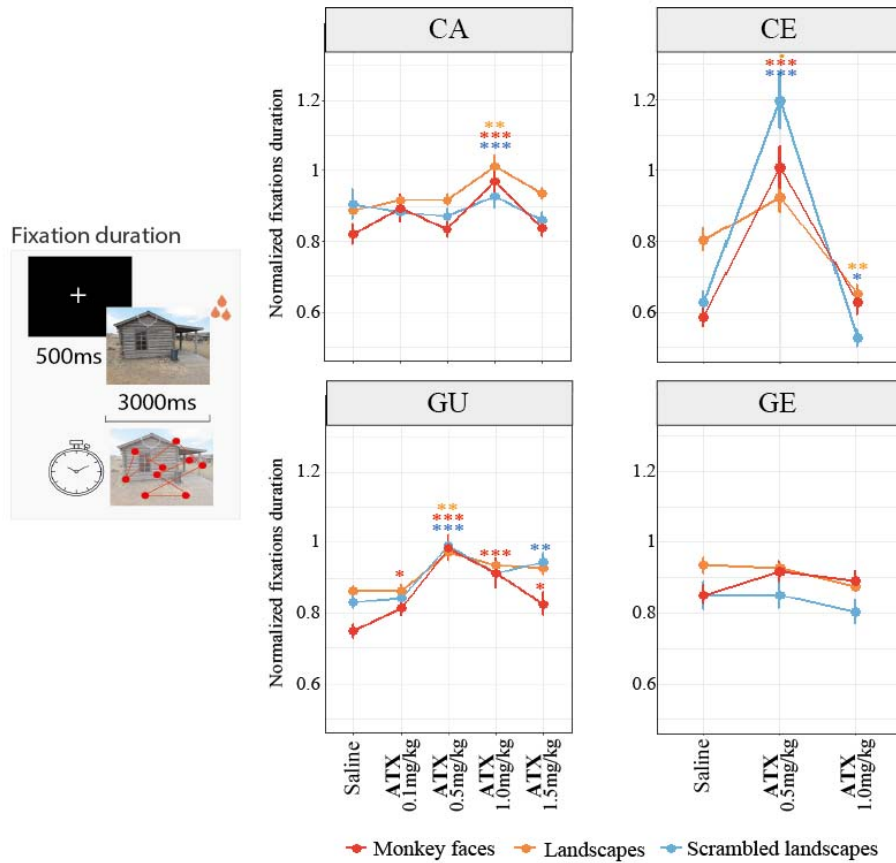 Fixation duration
500ms
3000ms
CA
Normalized fixations duration
1.2
1
0.8
0.6
**
***
***
CE
1.2
1
0.8
0.6
*
***
***
**
*
GU
Normalized fixations duration
1.2
1
0.8
0.6
*
**
***
***
***
**
*
Saline
ATX
0.1mg/kg
ATX
0.5mg/kg
ATX
1.0mg/kg
ATX
1.5mg/kg
GE
1.2
1
0.8
0.6
Saline
ATX
0.5mg/kg
ATX
1.0mg/kg
Monkey faces Landscapes Scrambled landscapes